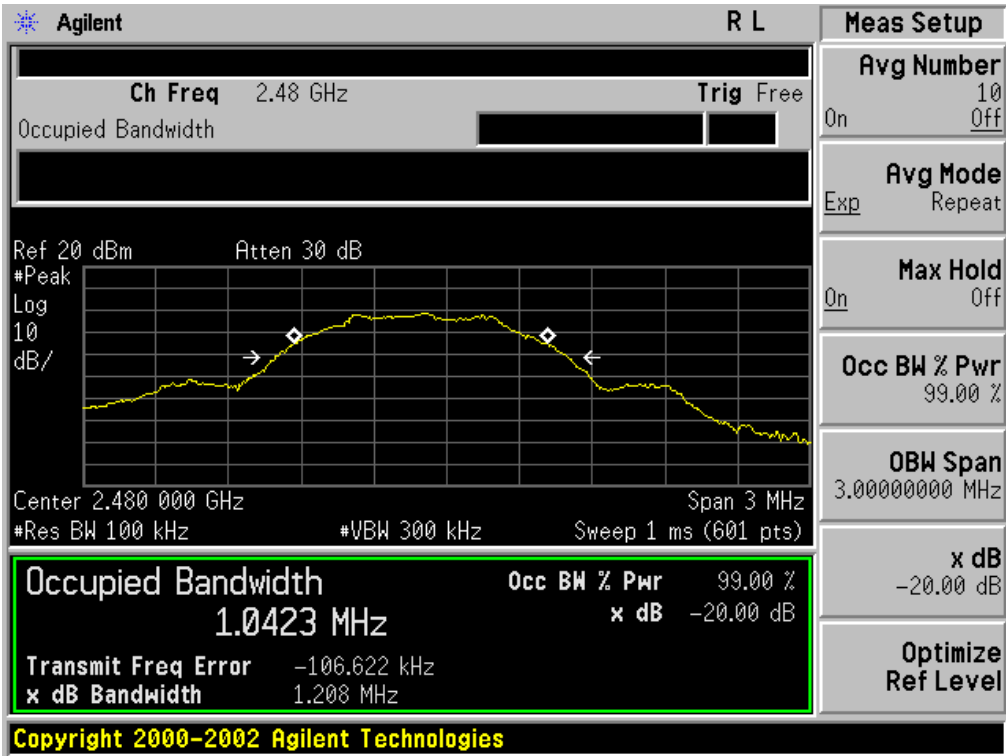 Agilent
R L
Meas Setup
Ch Freq 2.48 GHz
Trig Free
Occupied Bandwidth
Ref 20 dBm
Atten 30 dB
#Peak
Log
10
dB/
Center 2.480 000 GHz
Span 3 MHz
#Res BW 100 kHz
#VBW 300 kHz
Sweep 1 ms (601 pts)
Occupied Bandwidth
1.0423 MHz
Occ BW % Pwr 99.00 %
x dB -20.00 dB
Transmit Freq Error -106.622 kHz
x dB Bandwidth 1.208 MHz
Avg Number
10
On Off
Avg Mode
Exp Repeat
Max Hold
On Off
Occ BW % Pwr
99.00 %
OBW Span
3.00000000 MHz
x dB
-20.00 dB
Optimize
Ref Level
Copyright 2000-2002 Agilent Technologies